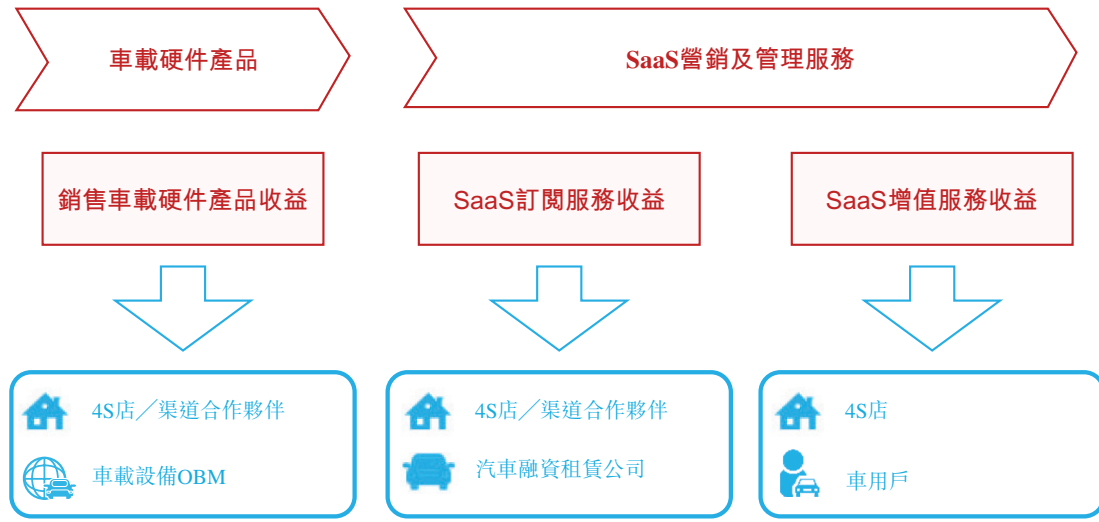 車載硬件產品
SaaS營銷及管理服務
銷售車載硬件產品收益
SaaS訂閱服務收益
SaaS增值服務收益
4S店／渠道合作夥伴
車載設備OBM
4S店／渠道合作夥伴
汽車融資租賃公司
4S店
車用戶